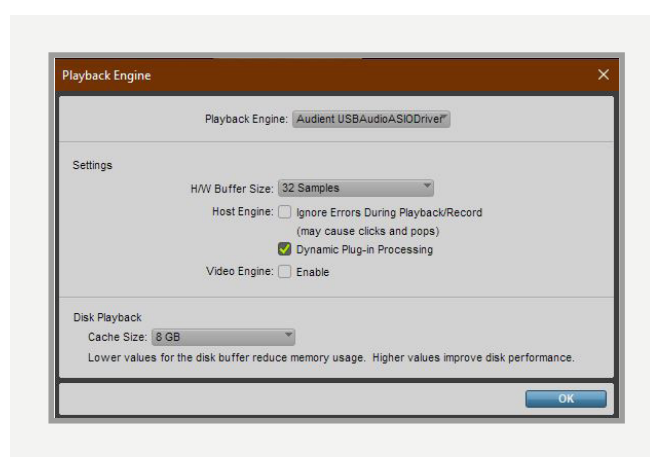 Playback Engine
Playback Engine: Audient USBAudioASIODriver
Settings
H/W Buffer Size: 32 Samples
Host Engine: Ignore Errors During Playback/Record
(may cause clicks and pops)
Dynamic Plug-in Processing
Video Engine: Enable
Disk Playback
Cache Size: 8 GB
Lower values for the disk buffer reduce memory usage. Higher values improve disk performance.
OK